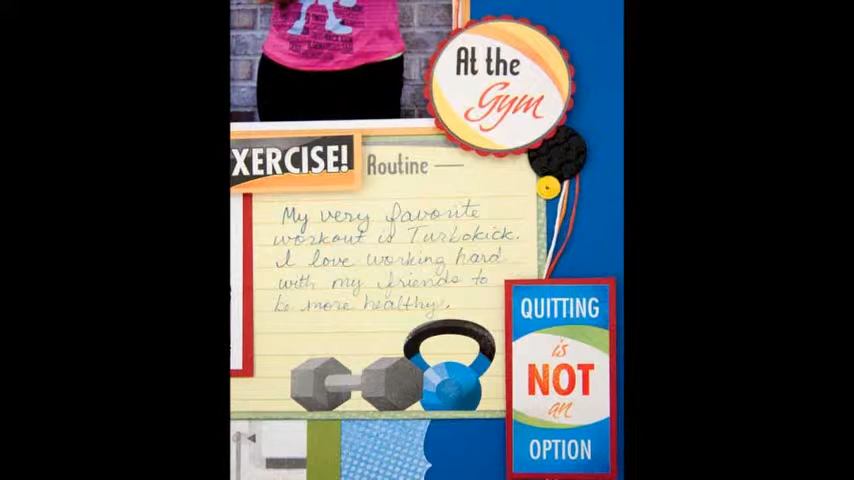 At the
Gym
XERCISE!
Routine
My very favorite
workout is Turbokick.
I love working hard
with my friends to
be more healthy.
QUITTING
is
NOT
an
OPTION